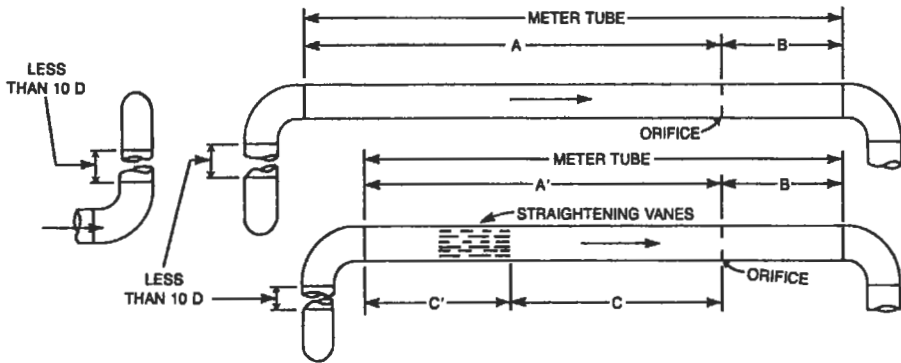 METER TUBE
A
B
LESS
THAN 10 D
ORIFICE
METER TUBE
A'
B
STRAIGHTENING VANES
LESS
THAN 10 D
ORIFICE
C'
C